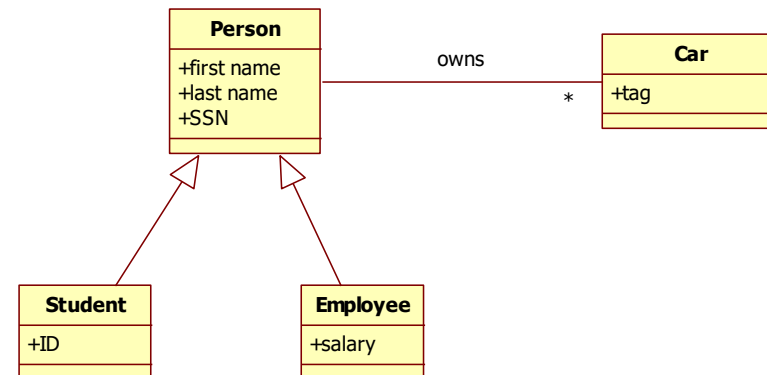 Person
+first name
+last name
+SSN
owns
*
Car
+tag
Student
+ID
Employee
+salary